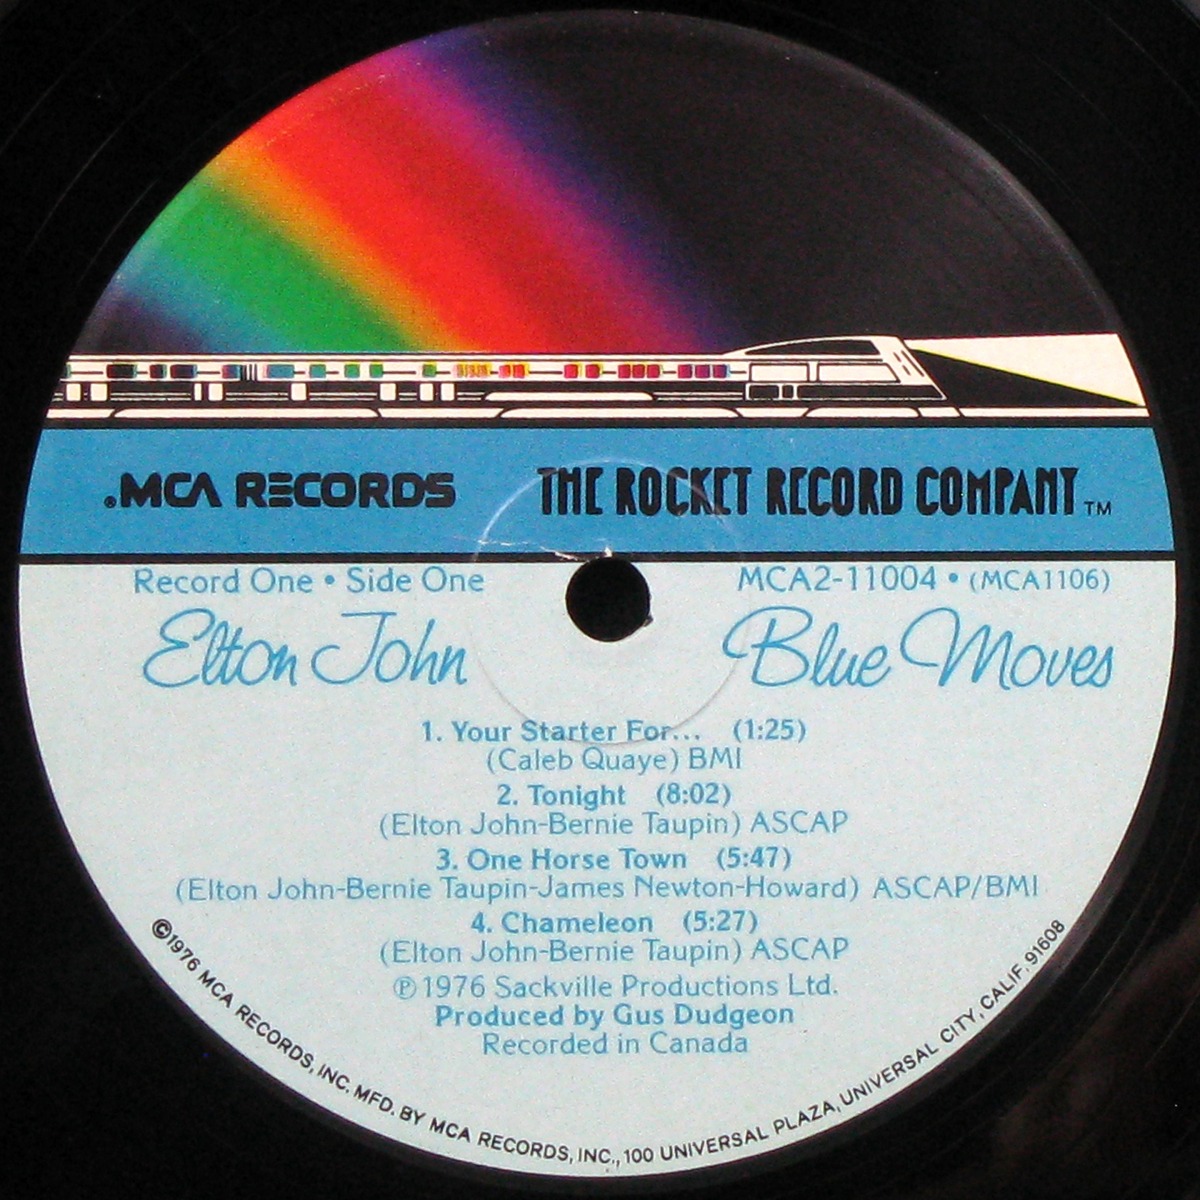 ®MCA RECORDS
THE ROCKET RECORD COMPANY™
Record One • Side One
MCA2-11004 • (MCA1106)
Elton John
Blue Moves
1. Your Starter For... (1:25)
(Caleb Quaye) BMI
2. Tonight (8:02)
(Elton John-Bernie Taupin) ASCAP
3. One Horse Town (5:47)
(Elton John-Bernie Taupin-James Newton-Howard) ASCAP/BMI
4. Chameleon (5:27)
(Elton John-Bernie Taupin) ASCAP
℗1976 Sackville Productions Ltd.
Produced by Gus Dudgeon
Recorded in Canada
©1976 MCA RECORDS, INC. MFD. BY MCA RECORDS, INC., 100 UNIVERSAL PLAZA, UNIVERSAL CITY, CALIF. 91608